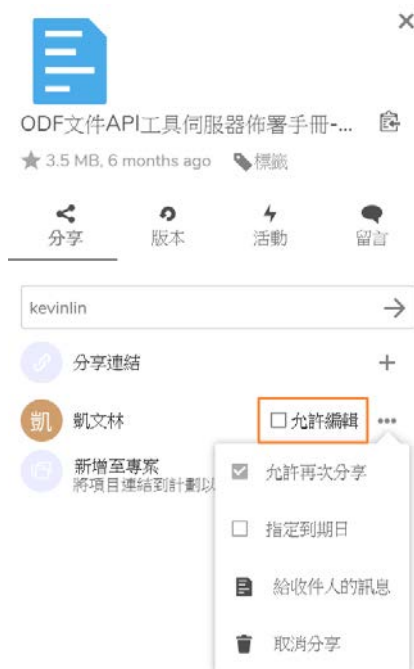 ODF文件API工具伺服器佈署手冊-...
3.5 MB, 6 months ago 標籤
分享 版本 活動 留言
kevinlin
分享連結
凱 凱文林 允許編輯
新增至專案
將項目連結到計劃以
允許再次分享
指定到期日
給收件人的訊息
取消分享